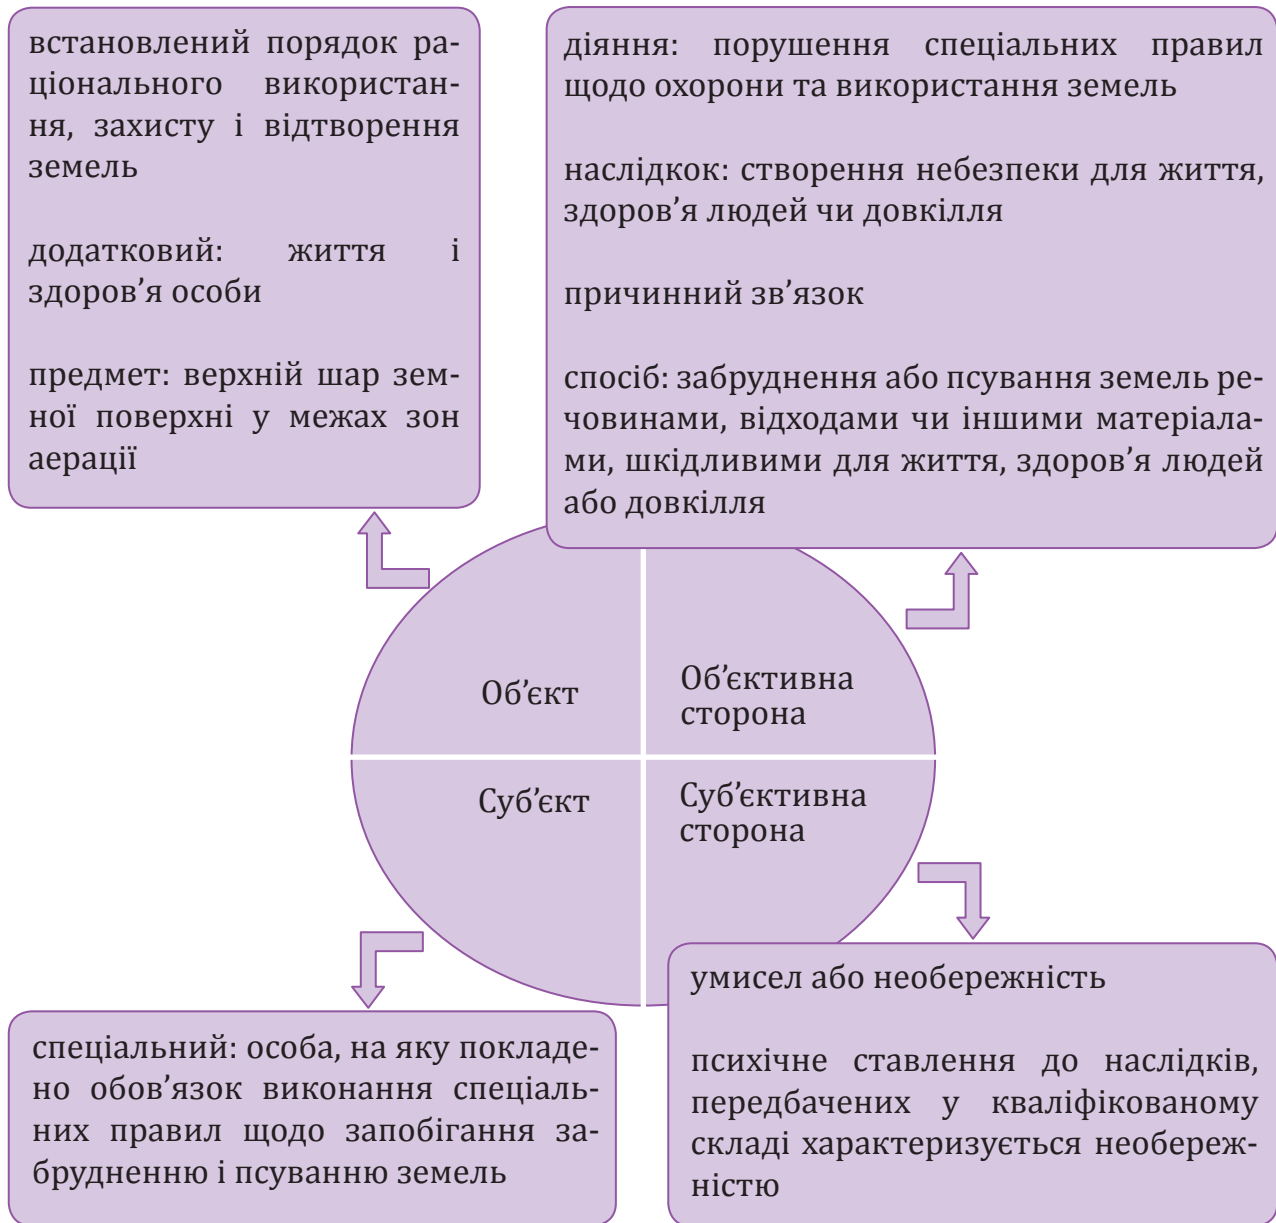 встановлений порядок ра-
ціонального використан-
ня, захисту і відтворення
земель
додатковий: життя і
здоров’я особи
предмет: верхній шар зем-
ної поверхні у межах зон
аерації
діяння: порушення спеціальних правил
щодо охорони та використання земель
наслідкок: створення небезпеки для життя,
здоров’я людей чи довкілля
причинний зв’язок
спосіб: забруднення або псування земель ре-
човинами, відходами чи іншими матеріала-
ми, шкідливими для життя, здоров’я людей
або довкілля
Об’єкт
Об’єктивна
сторона
Суб’єкт
Суб’єктивна
сторона
спеціальний: особа, на яку покладе-
но обов’язок виконання спеціаль-
них правил щодо запобігання за-
брудненню і псуванню земель
умисел або необережність
психічне ставлення до наслідків,
передбачених у кваліфікованому
складі характеризується необереж-
ністю